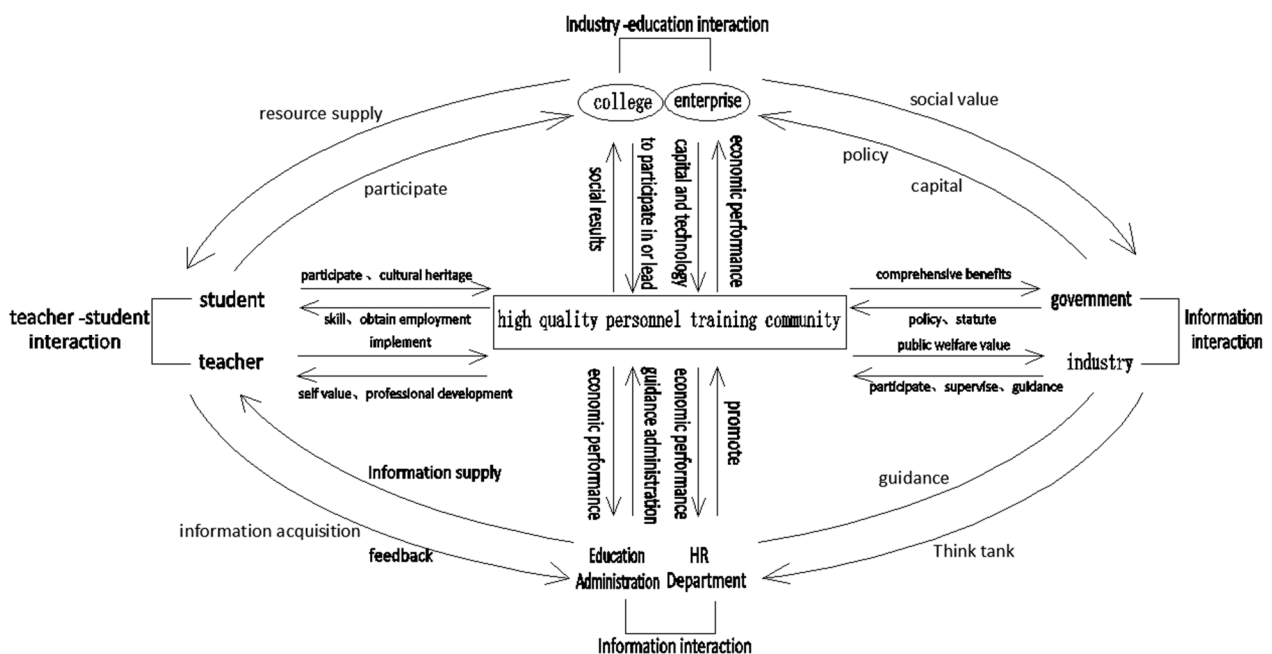 Industry -education interaction
college
enterprise
resource supply
social value
participate
policy
capital
social results
to participate in or lead
capital and technology
economic performance
participate 、cultural heritage
comprehensive benefits
student
government
teacher -student
interaction
skill、obtain employment
high quality personnel training community
policy、statute
Information
interaction
implement
public welfare value
teacher
industry
self value、professional development
participate、supervise、guidance
economic performance
guidance administration
economic performance
promote
Information supply
guidance
information acquisition
feedback
Think tank
Education
Administration
HR
Department
Information interaction